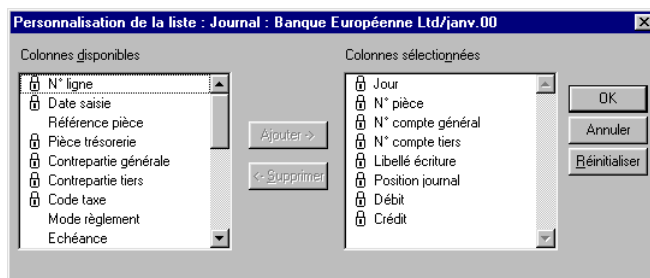 Personnalisation de la liste : Journal : Banque Européenne Ltd/janv.00
Colonnes disponibles
N° ligne
Date saisie
Référence pièce
Pièce trésorerie
Contrepartie générale
Contrepartie tiers
Code taxe
Mode règlement
Echéance
Ajouter ->
<- Supprimer
Colonnes sélectionnées
Jour
N° pièce
N° compte général
N° compte tiers
Libellé écriture
Position journal
Débit
Crédit
OK
Annuler
Réinitialiser